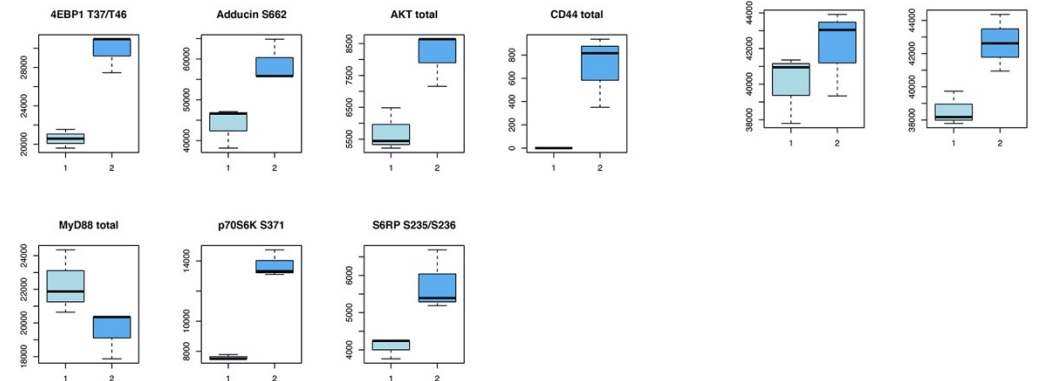 4EBP1 T37/T46
Adducin S662
AKT total
CD44 total
20000 24000 28000
40000 50000 60000
5500 6500 7500 8500
0 200 400 600 800
38000 40000 42000 44000
38000 40000 42000 44000
1 2
1 2
1 2
1 2
1 2
1 2
MyD88 total
p70S6K S371
S6RP S235/S236
18000 20000 22000 24000
8000 10000 14000
4000 5000 6000
1 2
1 2
1 2